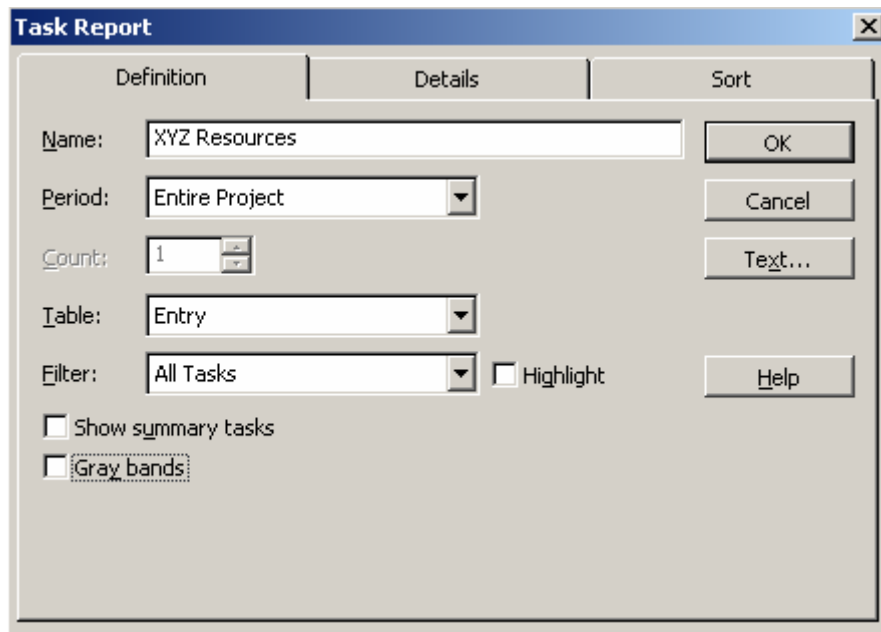 Task Report
Definition Details Sort
Name: XYZ Resources OK
Period: Entire Project Cancel
Count: 1 Text...
Table: Entry
Filter: All Tasks Highlight Help
Show summary tasks
Gray bands